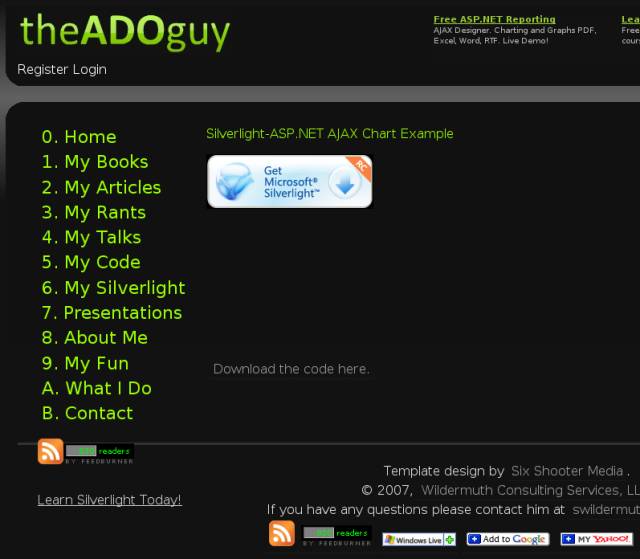 theADOguy
Free ASP.NET Reporting
AJAX Designer. Charting and Graphs PDF,
Excel, Word, RTF. Live Demo!
Lea
Free
cour
Register Login
0. Home
1. My Books
2. My Articles
3. My Rants
4. My Talks
5. My Code
6. My Silverlight
7. Presentations
8. About Me
9. My Fun
A. What I Do
B. Contact
Silverlight-ASP.NET AJAX Chart Example
Get
Microsoft®
Silverlight™
RC
Download the code here.
readers
BY FEEDBURNER
Learn Silverlight Today!
Template design by Six Shooter Media .
© 2007, Wildermuth Consulting Services, LL
If you have any questions please contact him at swildermut
readers
BY FEEDBURNER
Windows Live
Add to Google
MY YAHOO!